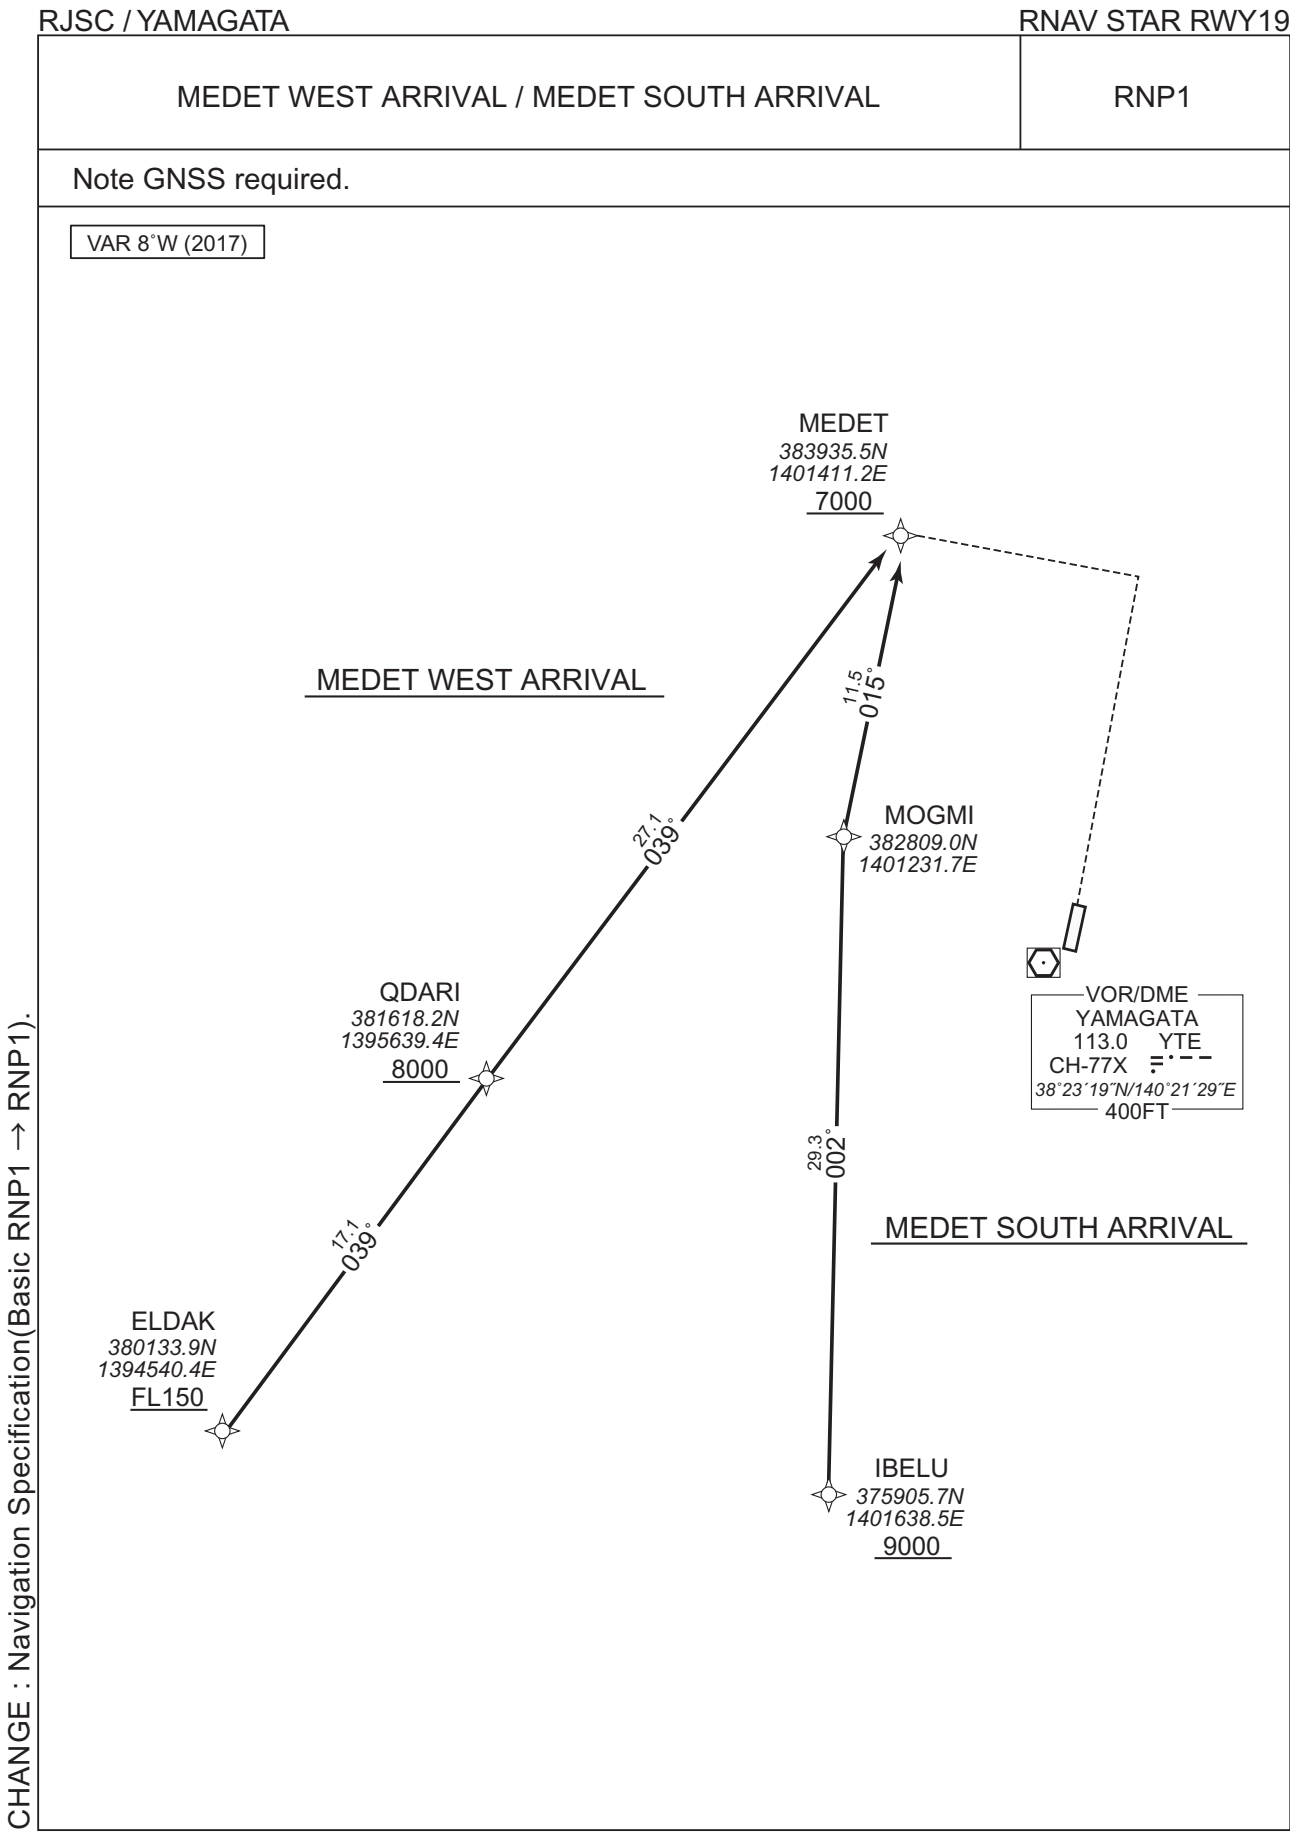 RJSC / YAMAGATA
RNAV STAR RWY19
MEDET WEST ARRIVAL / MEDET SOUTH ARRIVAL
RNP1
Note GNSS required.
VAR 8°W (2017)
MEDET
383935.5N
1401411.2E
7000
MEDET WEST ARRIVAL
11.5
015°
27.1
039°
MOGMI
382809.0N
1401231.7E
QDARI
381618.2N
1395639.4E
8000
VOR/DME
YAMAGATA
113.0 YTE
CH-77X
38°23´19˝N/140°21´29˝E
400FT
29.3
002°
MEDET SOUTH ARRIVAL
17.1
039°
ELDAK
380133.9N
1394540.4E
FL150
IBELU
375905.7N
1401638.5E
9000
CHANGE : Navigation Specification(Basic RNP1 → RNP1).